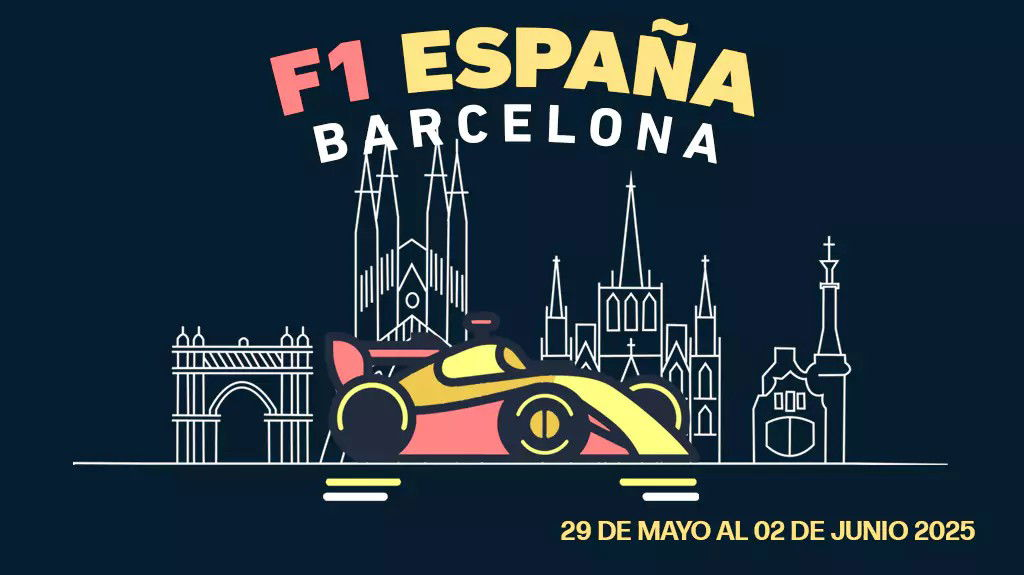 F1 ESPAÑA
BARCELONA
29 DE MAYO AL 02 DE JUNIO 2025